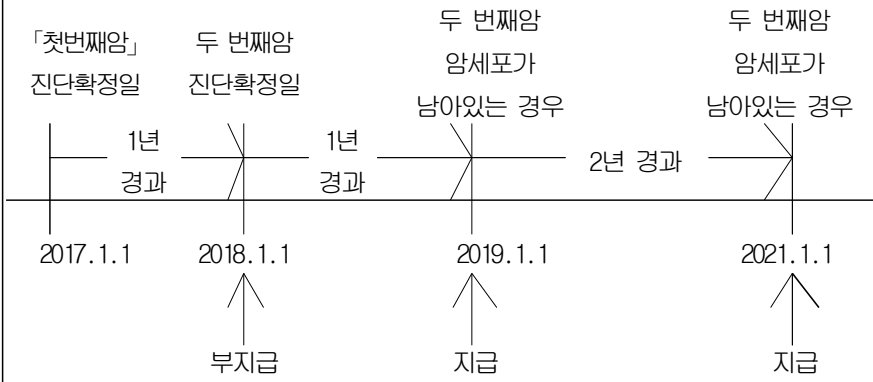 「첫번째암」
진단확정일
두 번째암
진단확정일
두 번째암
암세포가
남아있는 경우
두 번째암
암세포가
남아있는 경우
1년
경과
1년
경과
2년 경과
2017.1.1
2018.1.1
2019.1.1
2021.1.1
부지급
지급
지급